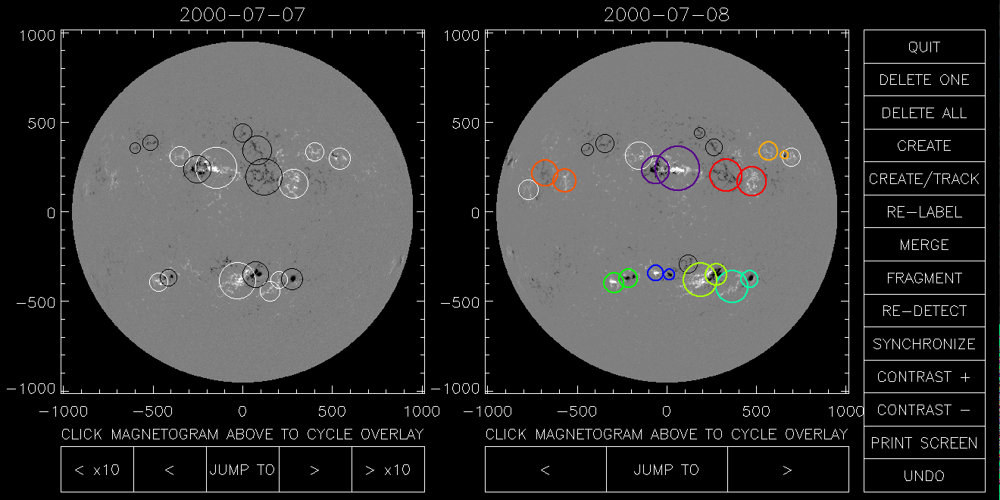 2000-07-07
1000
500
0
-500
-1000
-1000 -500 0 500 1000
CLICK MAGNETOGRAM ABOVE TO CYCLE OVERLAY
< x10 < JUMP TO > > x10
2000-07-08
1000
500
0
-500
-1000
-1000 -500 0 500 1000
CLICK MAGNETOGRAM ABOVE TO CYCLE OVERLAY
< JUMP TO >
QUIT
DELETE ONE
DELETE ALL
CREATE
CREATE/TRACK
RE-LABEL
MERGE
FRAGMENT
RE-DETECT
SYNCHRONIZE
CONTRAST +
CONTRAST -
PRINT SCREEN
UNDO